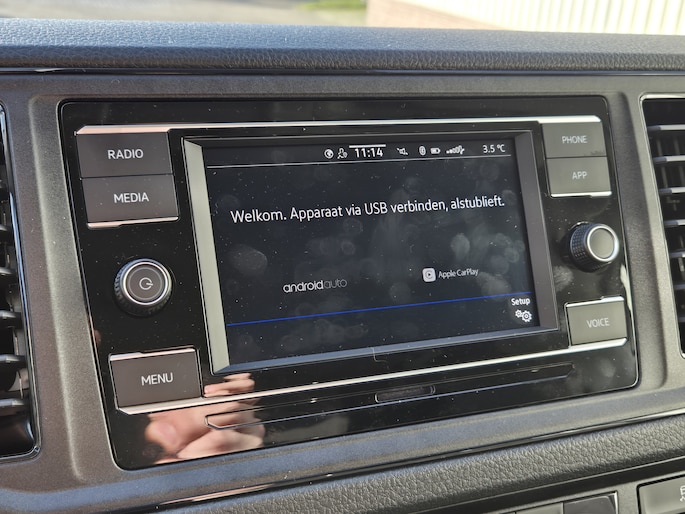 RADIO
MEDIA
MENU
11:14
3.5 °C
Welkom. Apparaat via USB verbinden, alstublieft.
androidauto
Apple CarPlay
Setup
PHONE
APP
VOICE